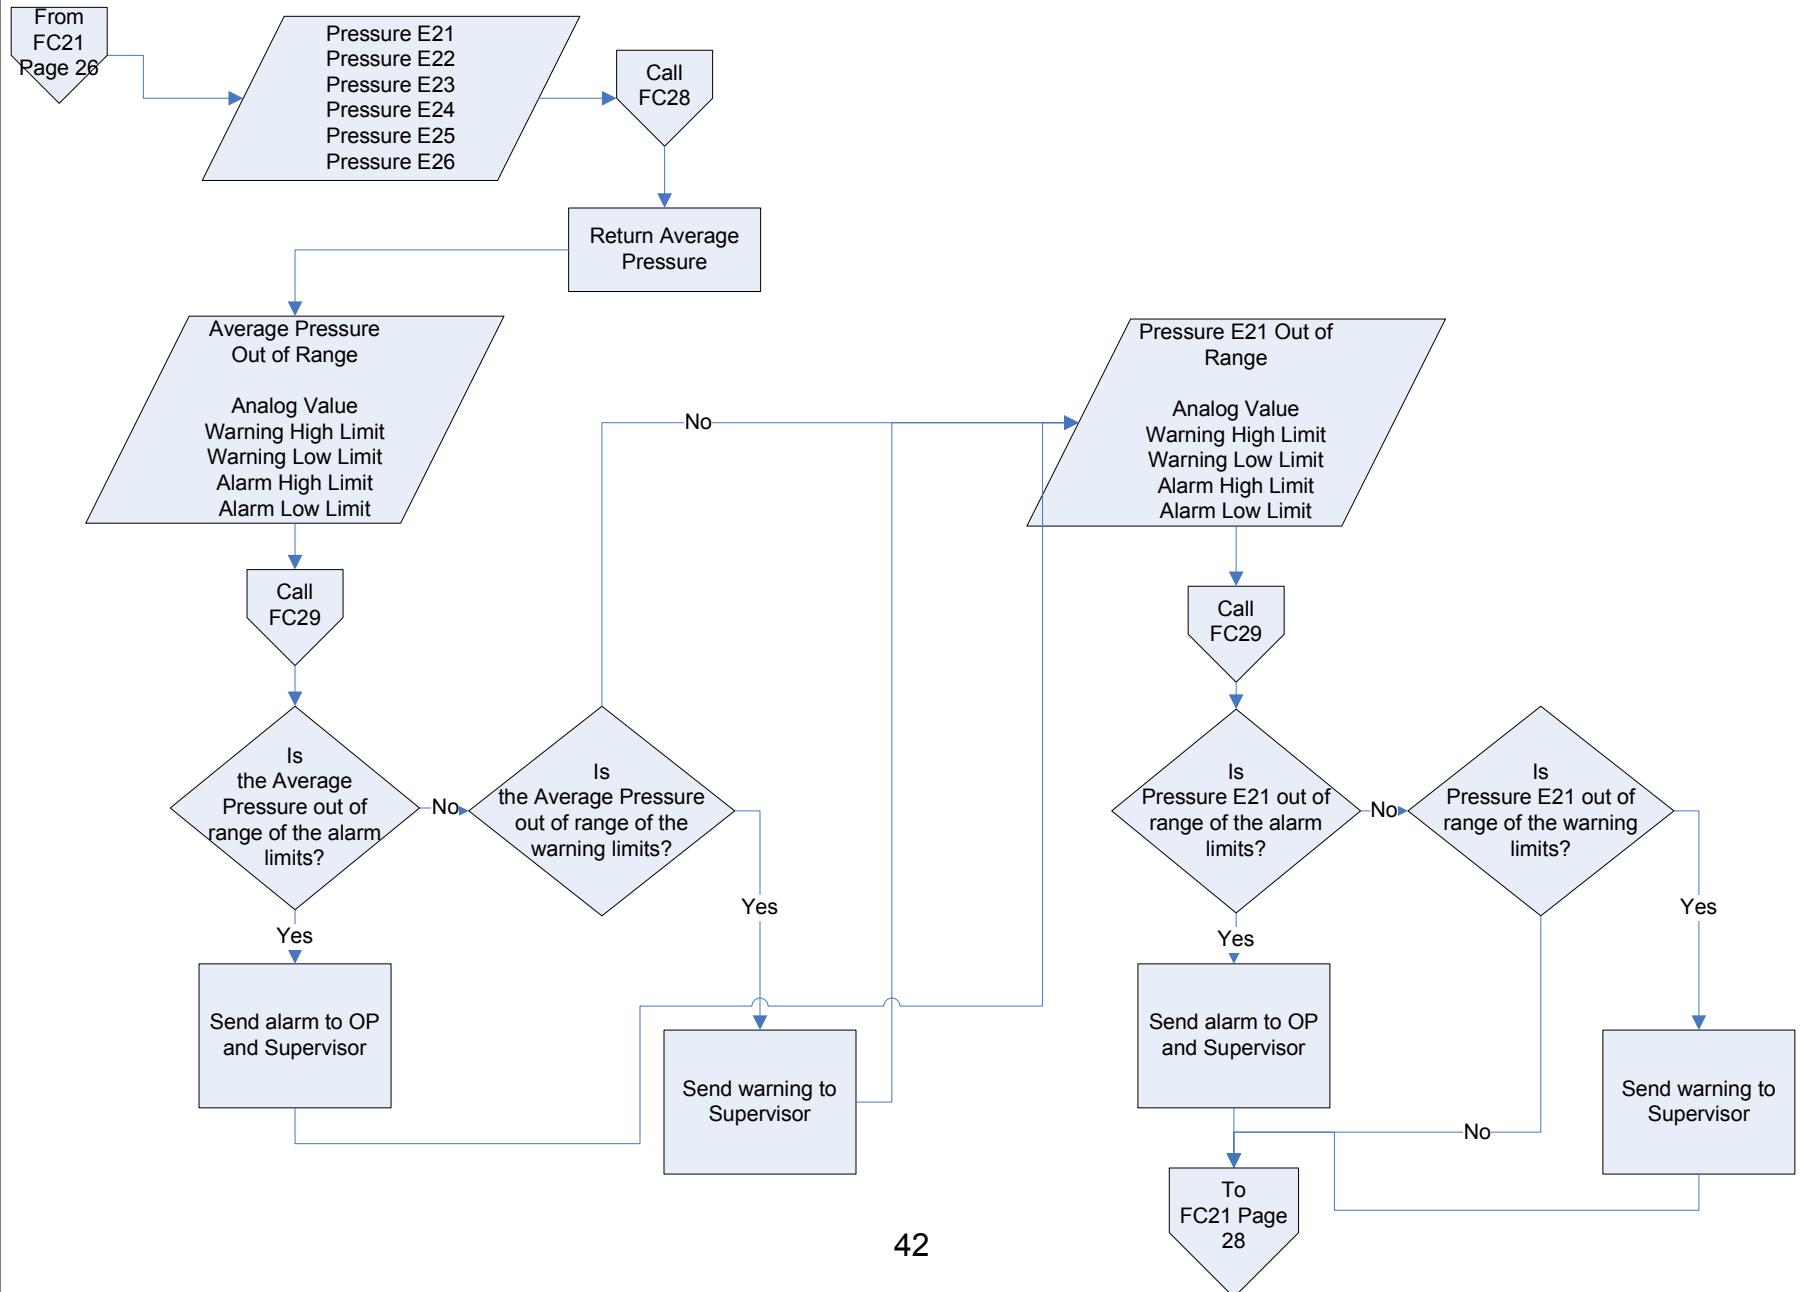 From
FC21
Page 26
Pressure E21
Pressure E22
Pressure E23
Pressure E24
Pressure E25
Pressure E26
Call
FC28
Return Average
Pressure
Average Pressure
Out of Range
Analog Value
Warning High Limit
Warning Low Limit
Alarm High Limit
Alarm Low Limit
Call
FC29
Is
the Average
Pressure out of
range of the alarm
limits?
No
Is
the Average Pressure
out of range of the
warning limits?
No
Yes
Yes
Send alarm to OP
and Supervisor
Send warning to
Supervisor
Pressure E21 Out of
Range
Analog Value
Warning High Limit
Warning Low Limit
Alarm High Limit
Alarm Low Limit
Call
FC29
Is
Pressure E21 out of
range of the alarm
limits?
No
Is
Pressure E21 out of
range of the warning
limits?
Yes
Yes
Send alarm to OP
and Supervisor
Send warning to
Supervisor
No
To
FC21 Page
28
42